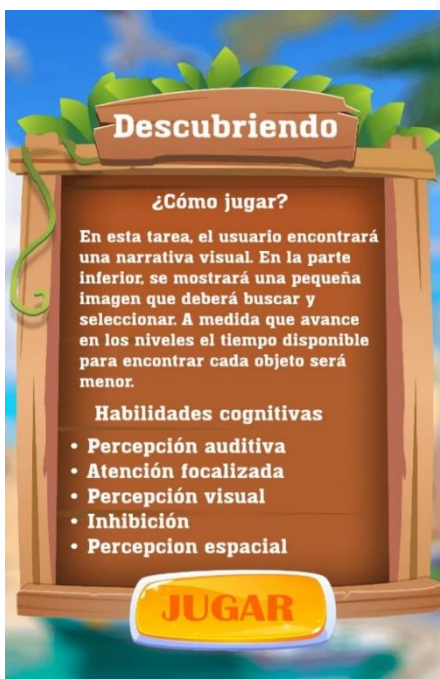 Descubriendo
¿Cómo jugar?
En esta tarea, el usuario encontrará
una narrativa visual. En la parte
inferior, se mostrará una pequeña
imagen que deberá buscar y
seleccionar. A medida que avance
en los niveles el tiempo disponible
para encontrar cada objeto será
menor.
Habilidades cognitivas
• Percepción auditiva
• Atención focalizada
• Percepción visual
• Inhibición
• Percepcion espacial
JUGAR